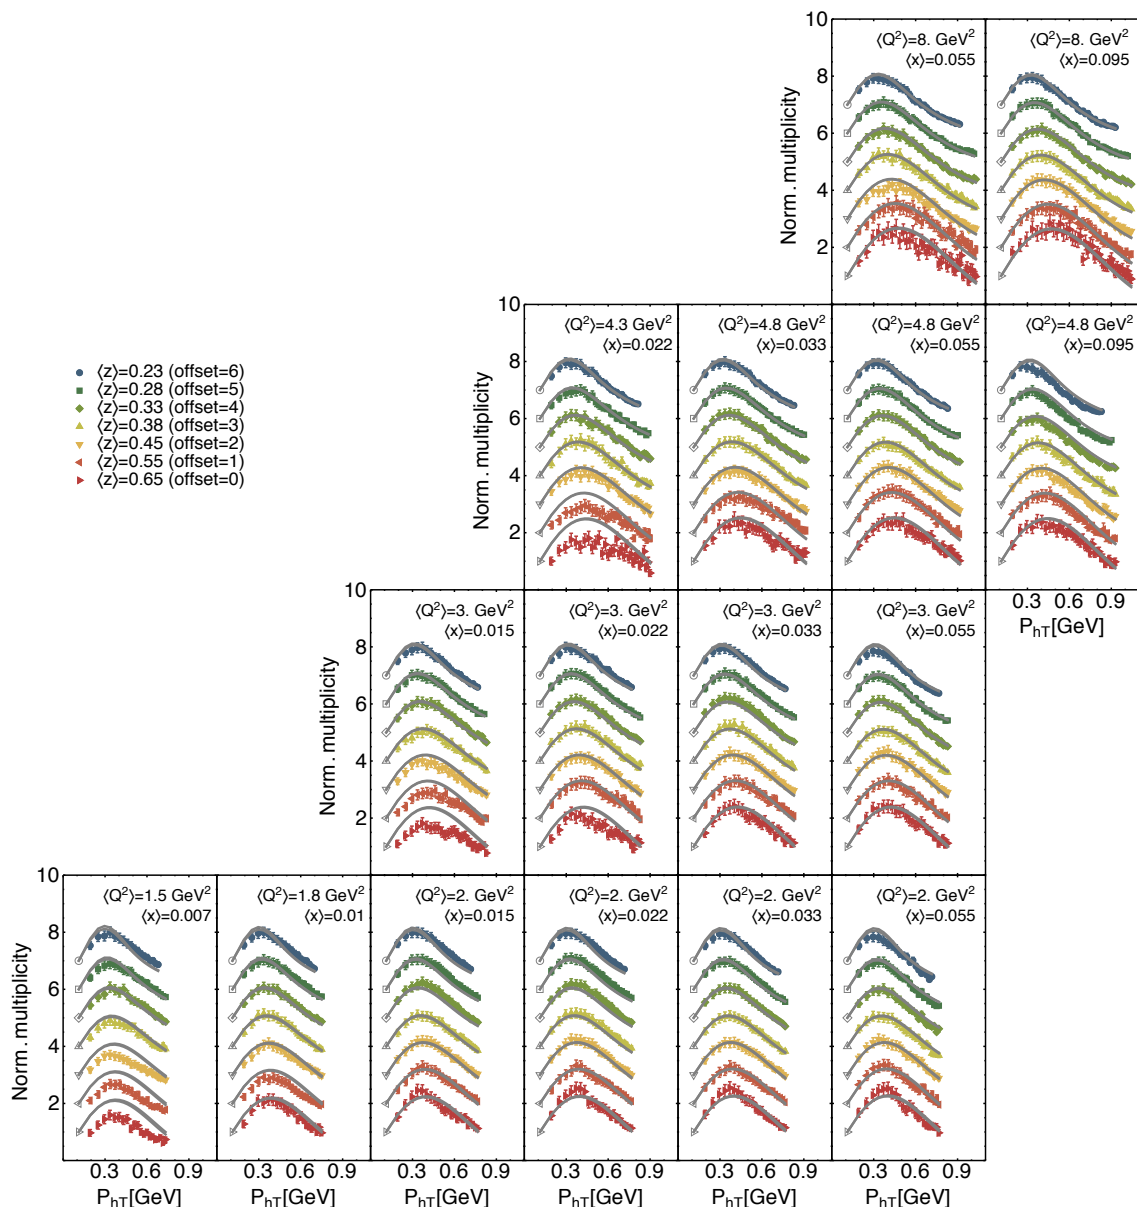 ⟨Q²⟩=8. GeV²
⟨x⟩=0.055
⟨Q²⟩=8. GeV²
⟨x⟩=0.095
10
8
6
4
2
Norm. multiplicity
⟨z⟩=0.23 (offset=6)
⟨z⟩=0.28 (offset=5)
⟨z⟩=0.33 (offset=4)
⟨z⟩=0.38 (offset=3)
⟨z⟩=0.45 (offset=2)
⟨z⟩=0.55 (offset=1)
⟨z⟩=0.65 (offset=0)
10
8
6
4
2
Norm. multiplicity
⟨Q²⟩=4.3 GeV²
⟨x⟩=0.022
⟨Q²⟩=4.8 GeV²
⟨x⟩=0.033
⟨Q²⟩=4.8 GeV²
⟨x⟩=0.055
⟨Q²⟩=4.8 GeV²
⟨x⟩=0.095
0.3 0.6 0.9
P_hT[GeV]
10
8
6
4
2
Norm. multiplicity
⟨Q²⟩=3. GeV²
⟨x⟩=0.015
⟨Q²⟩=3. GeV²
⟨x⟩=0.022
⟨Q²⟩=3. GeV²
⟨x⟩=0.033
⟨Q²⟩=3. GeV²
⟨x⟩=0.055
10
8
6
4
2
Norm. multiplicity
⟨Q²⟩=1.5 GeV²
⟨x⟩=0.007
⟨Q²⟩=1.8 GeV²
⟨x⟩=0.01
⟨Q²⟩=2. GeV²
⟨x⟩=0.015
⟨Q²⟩=2. GeV²
⟨x⟩=0.022
⟨Q²⟩=2. GeV²
⟨x⟩=0.033
⟨Q²⟩=2. GeV²
⟨x⟩=0.055
0.3 0.6 0.9
P_hT[GeV]
0.3 0.6 0.9
P_hT[GeV]
0.3 0.6 0.9
P_hT[GeV]
0.3 0.6 0.9
P_hT[GeV]
0.3 0.6 0.9
P_hT[GeV]
0.3 0.6 0.9
P_hT[GeV]